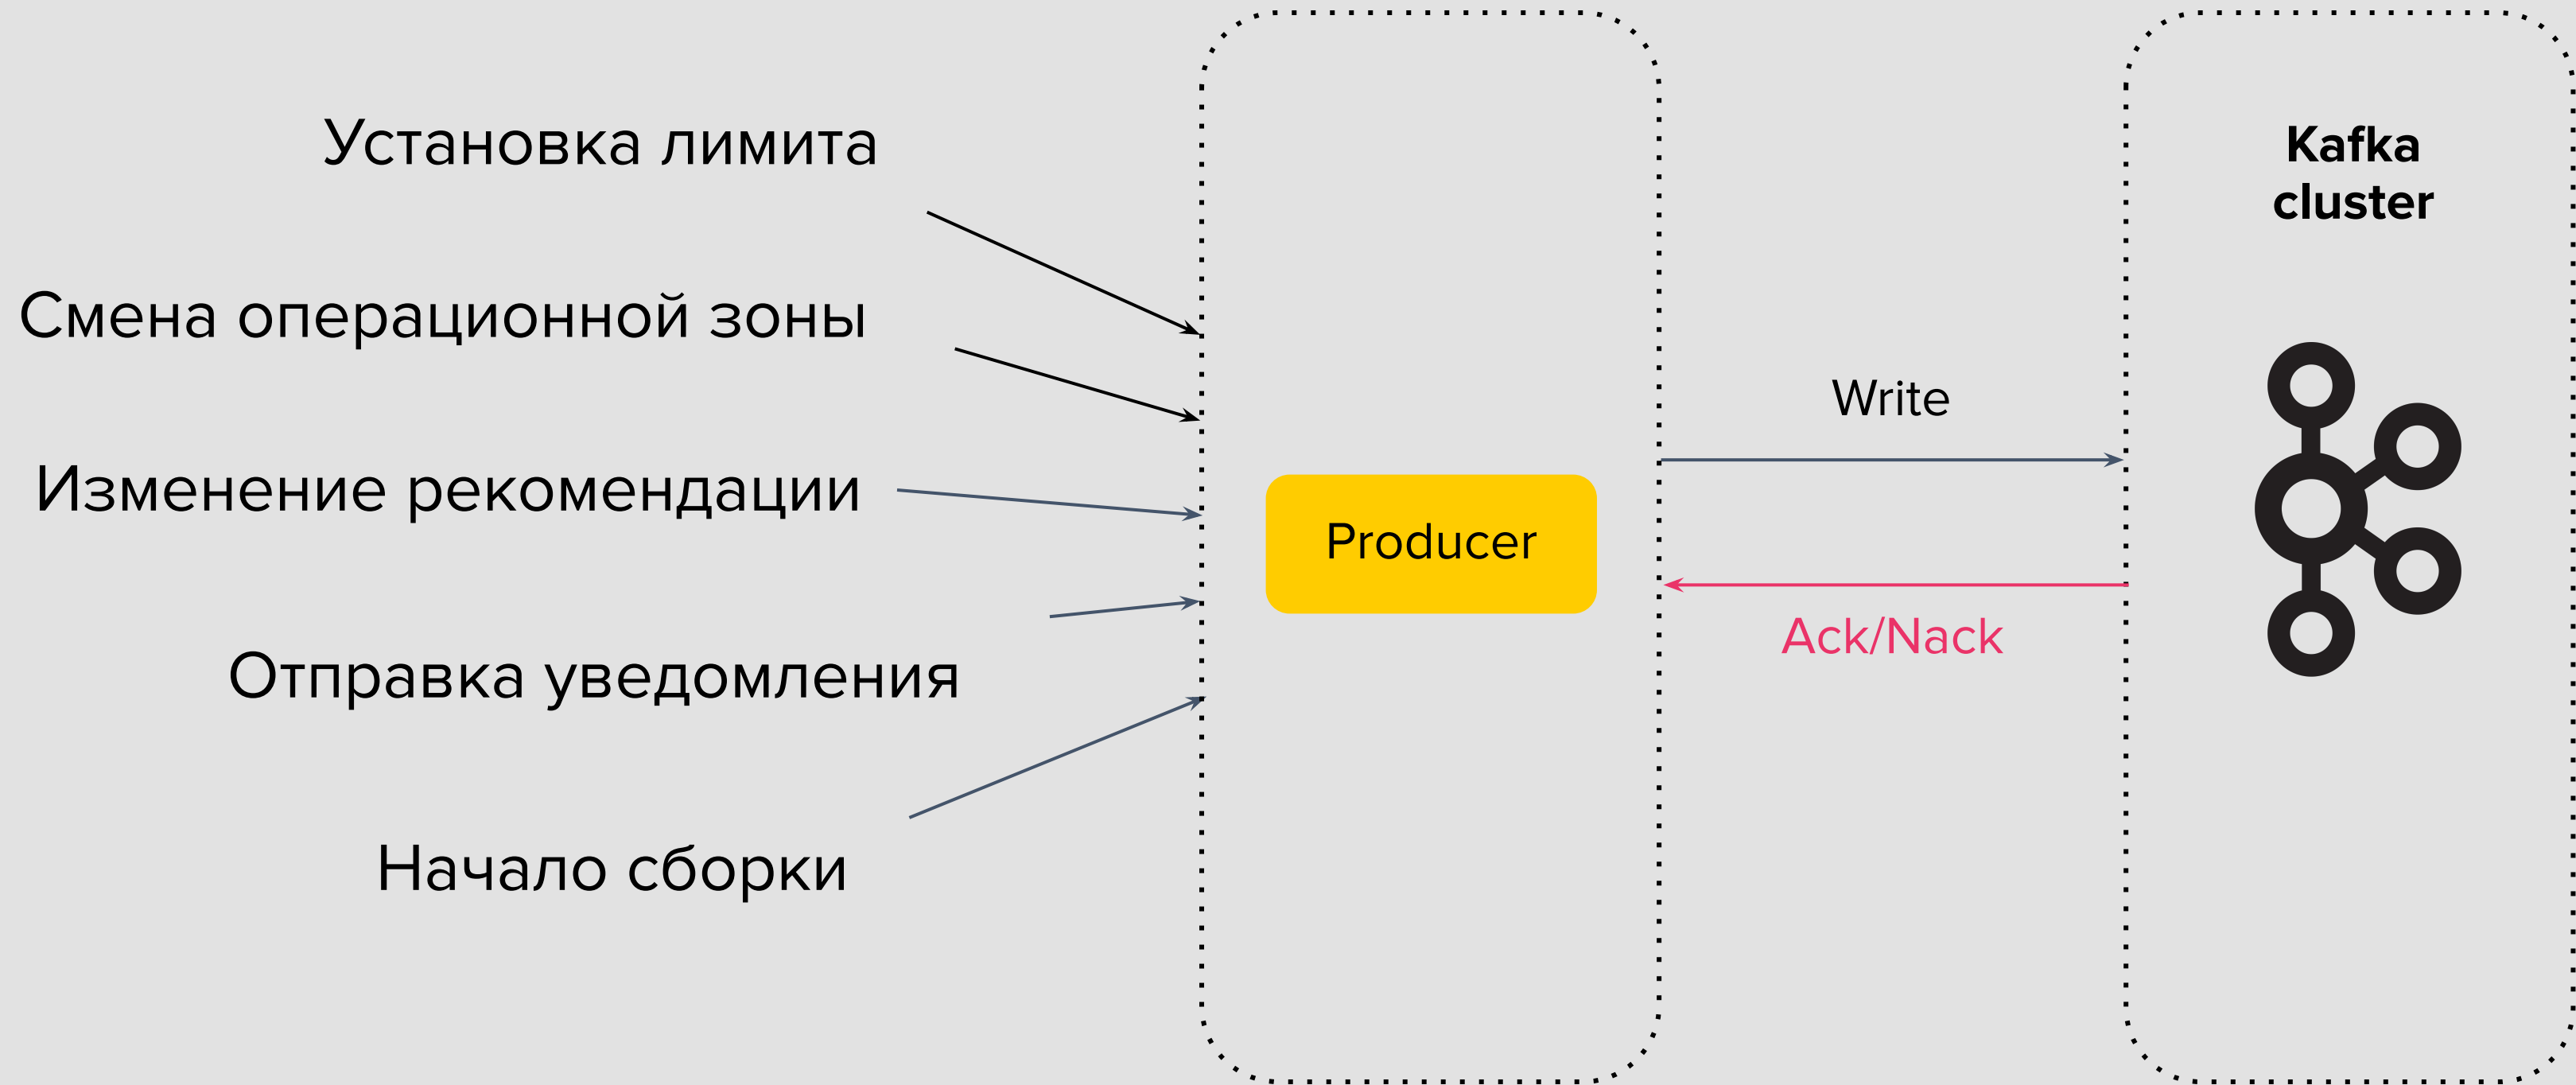 Установка лимита
Смена операционной зоны
Изменение рекомендации
Отправка уведомления
Начало сборки
Producer
Write
Ack/Nack
Kafka
cluster